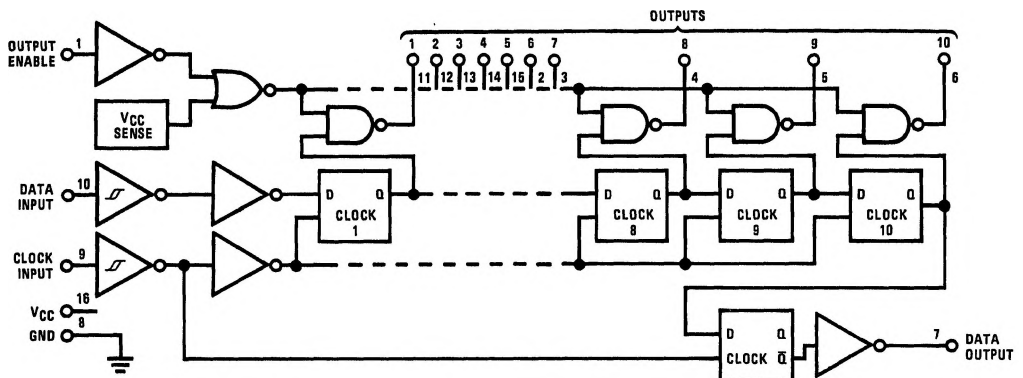 OUTPUTS
OUTPUT
ENABLE
1
1 2 3 4 5 6 7 8 9 10
11 12 13 14 15 2 3 4 5 6
VCC
SENSE
DATA
INPUT
10
D Q
CLOCK
1
D Q
CLOCK
8
D Q
CLOCK
9
D Q
CLOCK
10
CLOCK
INPUT
9
VCC
16
GND
8
D Q
CLOCK Q̅
7
DATA
OUTPUT